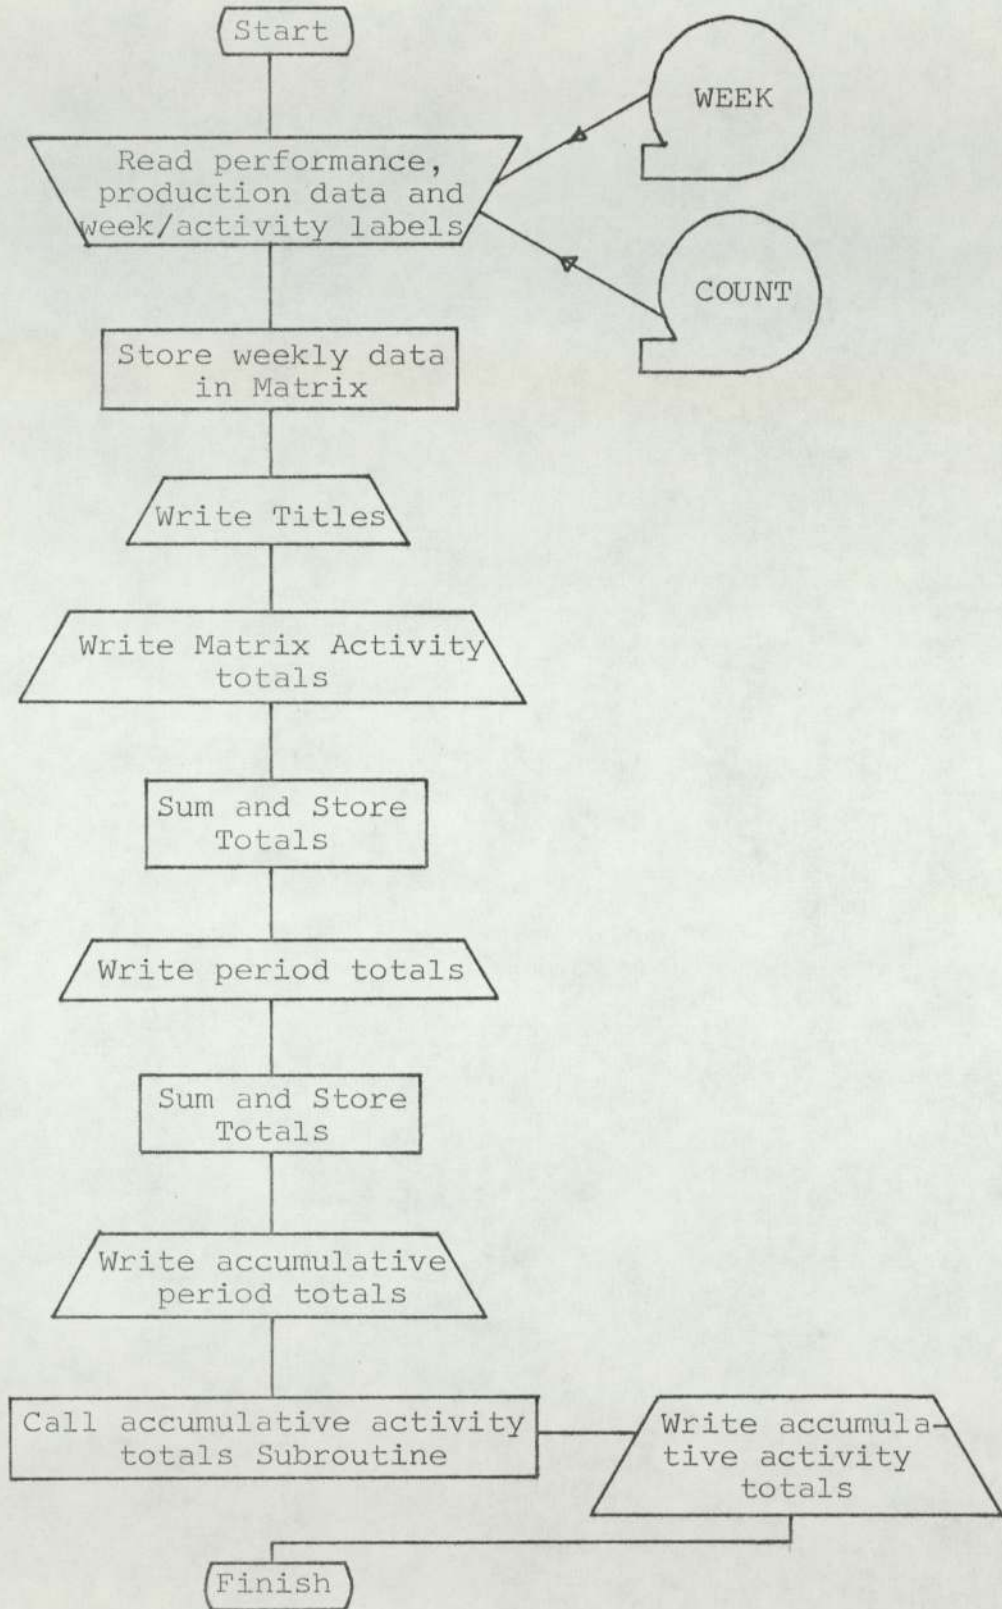 Start
WEEK
Read performance,
production data and
week/activity labels
COUNT
Store weekly data
in Matrix
Write Titles
Write Matrix Activity
totals
Sum and Store
Totals
Write period totals
Sum and Store
Totals
Write accumulative
period totals
Call accumulative activity
totals Subroutine
Write accumula-
tive activity
totals
Finish